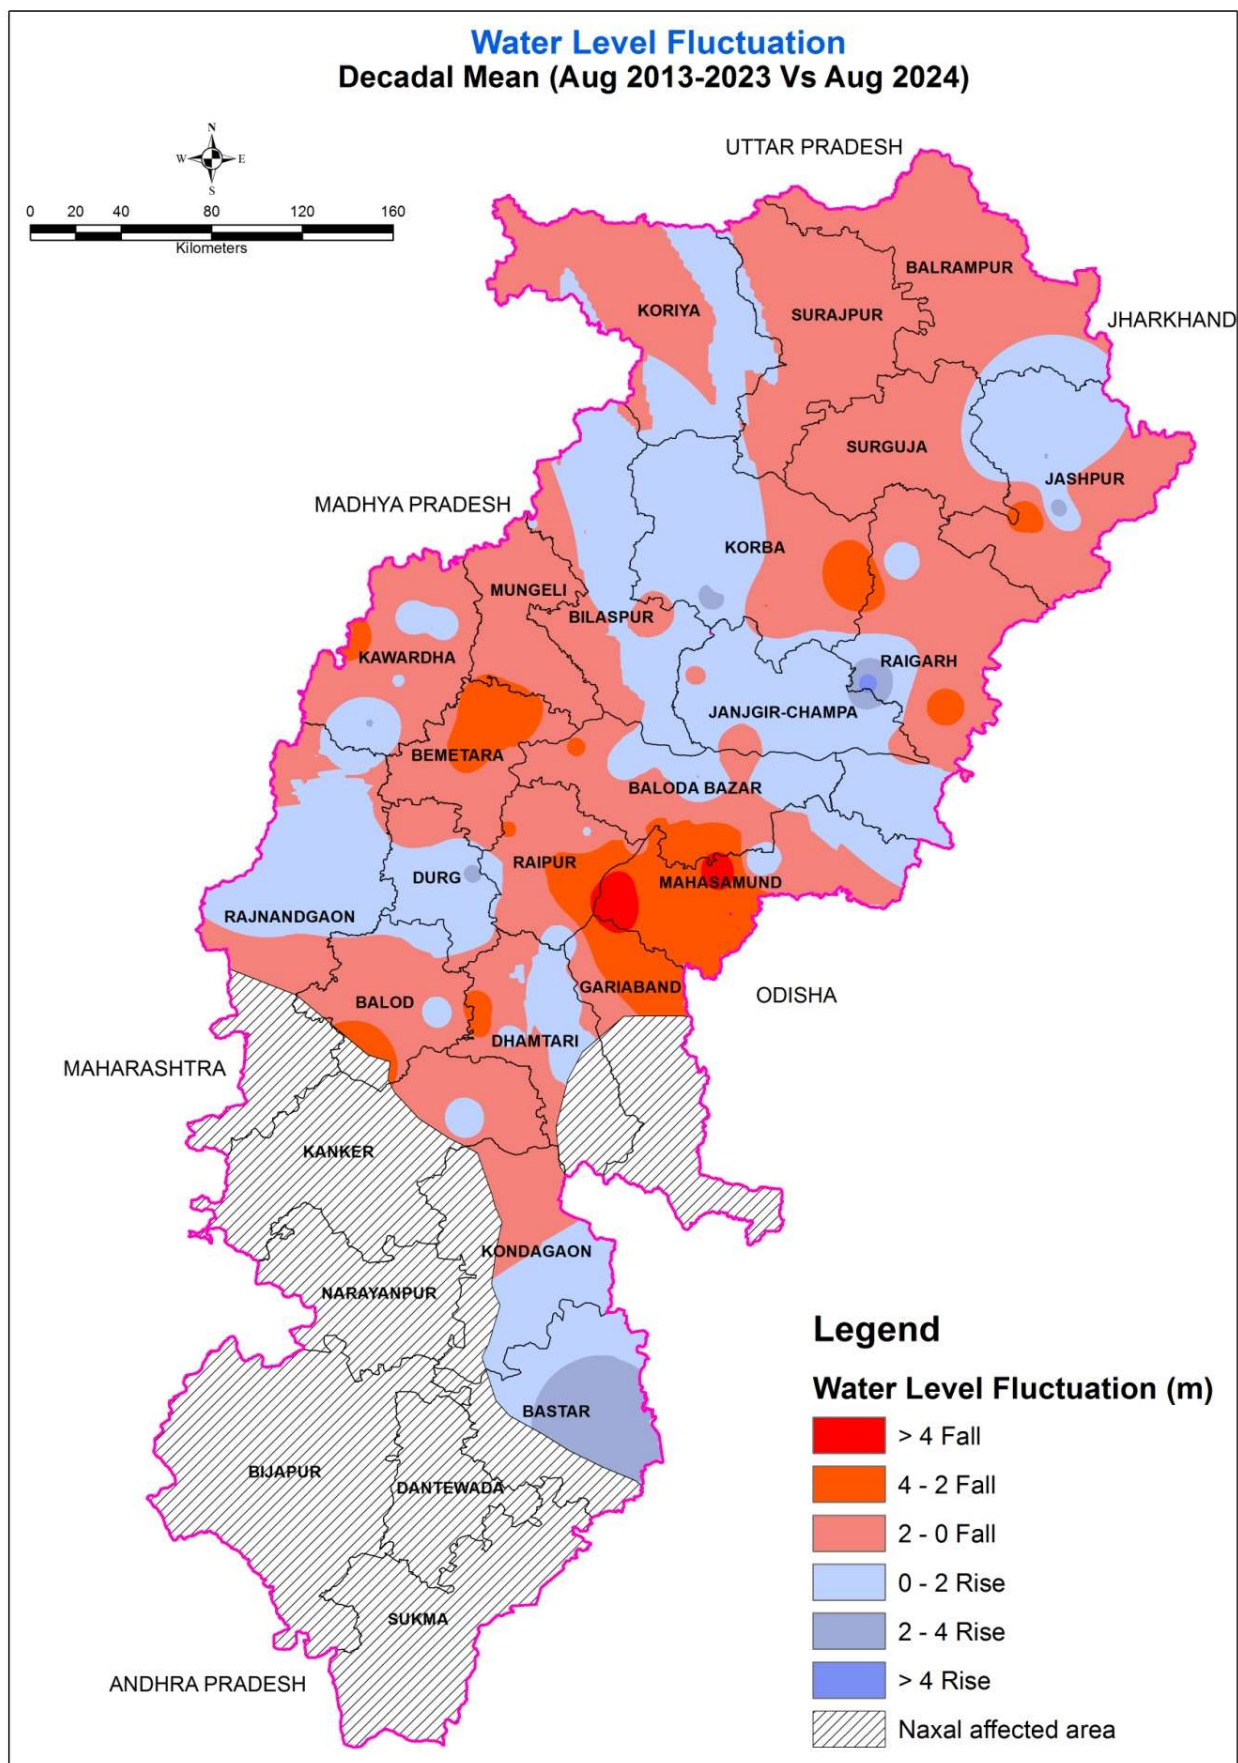 Water Level Fluctuation
Decadal Mean (Aug 2013-2023 Vs Aug 2024)
N
W E
S
0 20 40 80 120 160
Kilometers
UTTAR PRADESH
BALRAMPUR
KORIYA
SURAJPUR
JHARKHAND
SURGUJA
JASHPUR
MADHYA PRADESH
KORBA
MUNGELI
BILASPUR
KAWARDHA
RAIGARH
JANJGIR-CHAMPA
BEMETARA
BALODA BAZAR
RAIPUR
DURG
MAHASAMUND
RAJNANDGAON
GARIABAND
ODISHA
BALOD
DHAMTARI
MAHARASHTRA
KANKER
KONDAGAON
NARAYANPUR
BASTAR
BIJAPUR
DANTEWADA
SUKMA
ANDHRA PRADESH
Legend
Water Level Fluctuation (m)
> 4 Fall
4 - 2 Fall
2 - 0 Fall
0 - 2 Rise
2 - 4 Rise
> 4 Rise
Naxal affected area